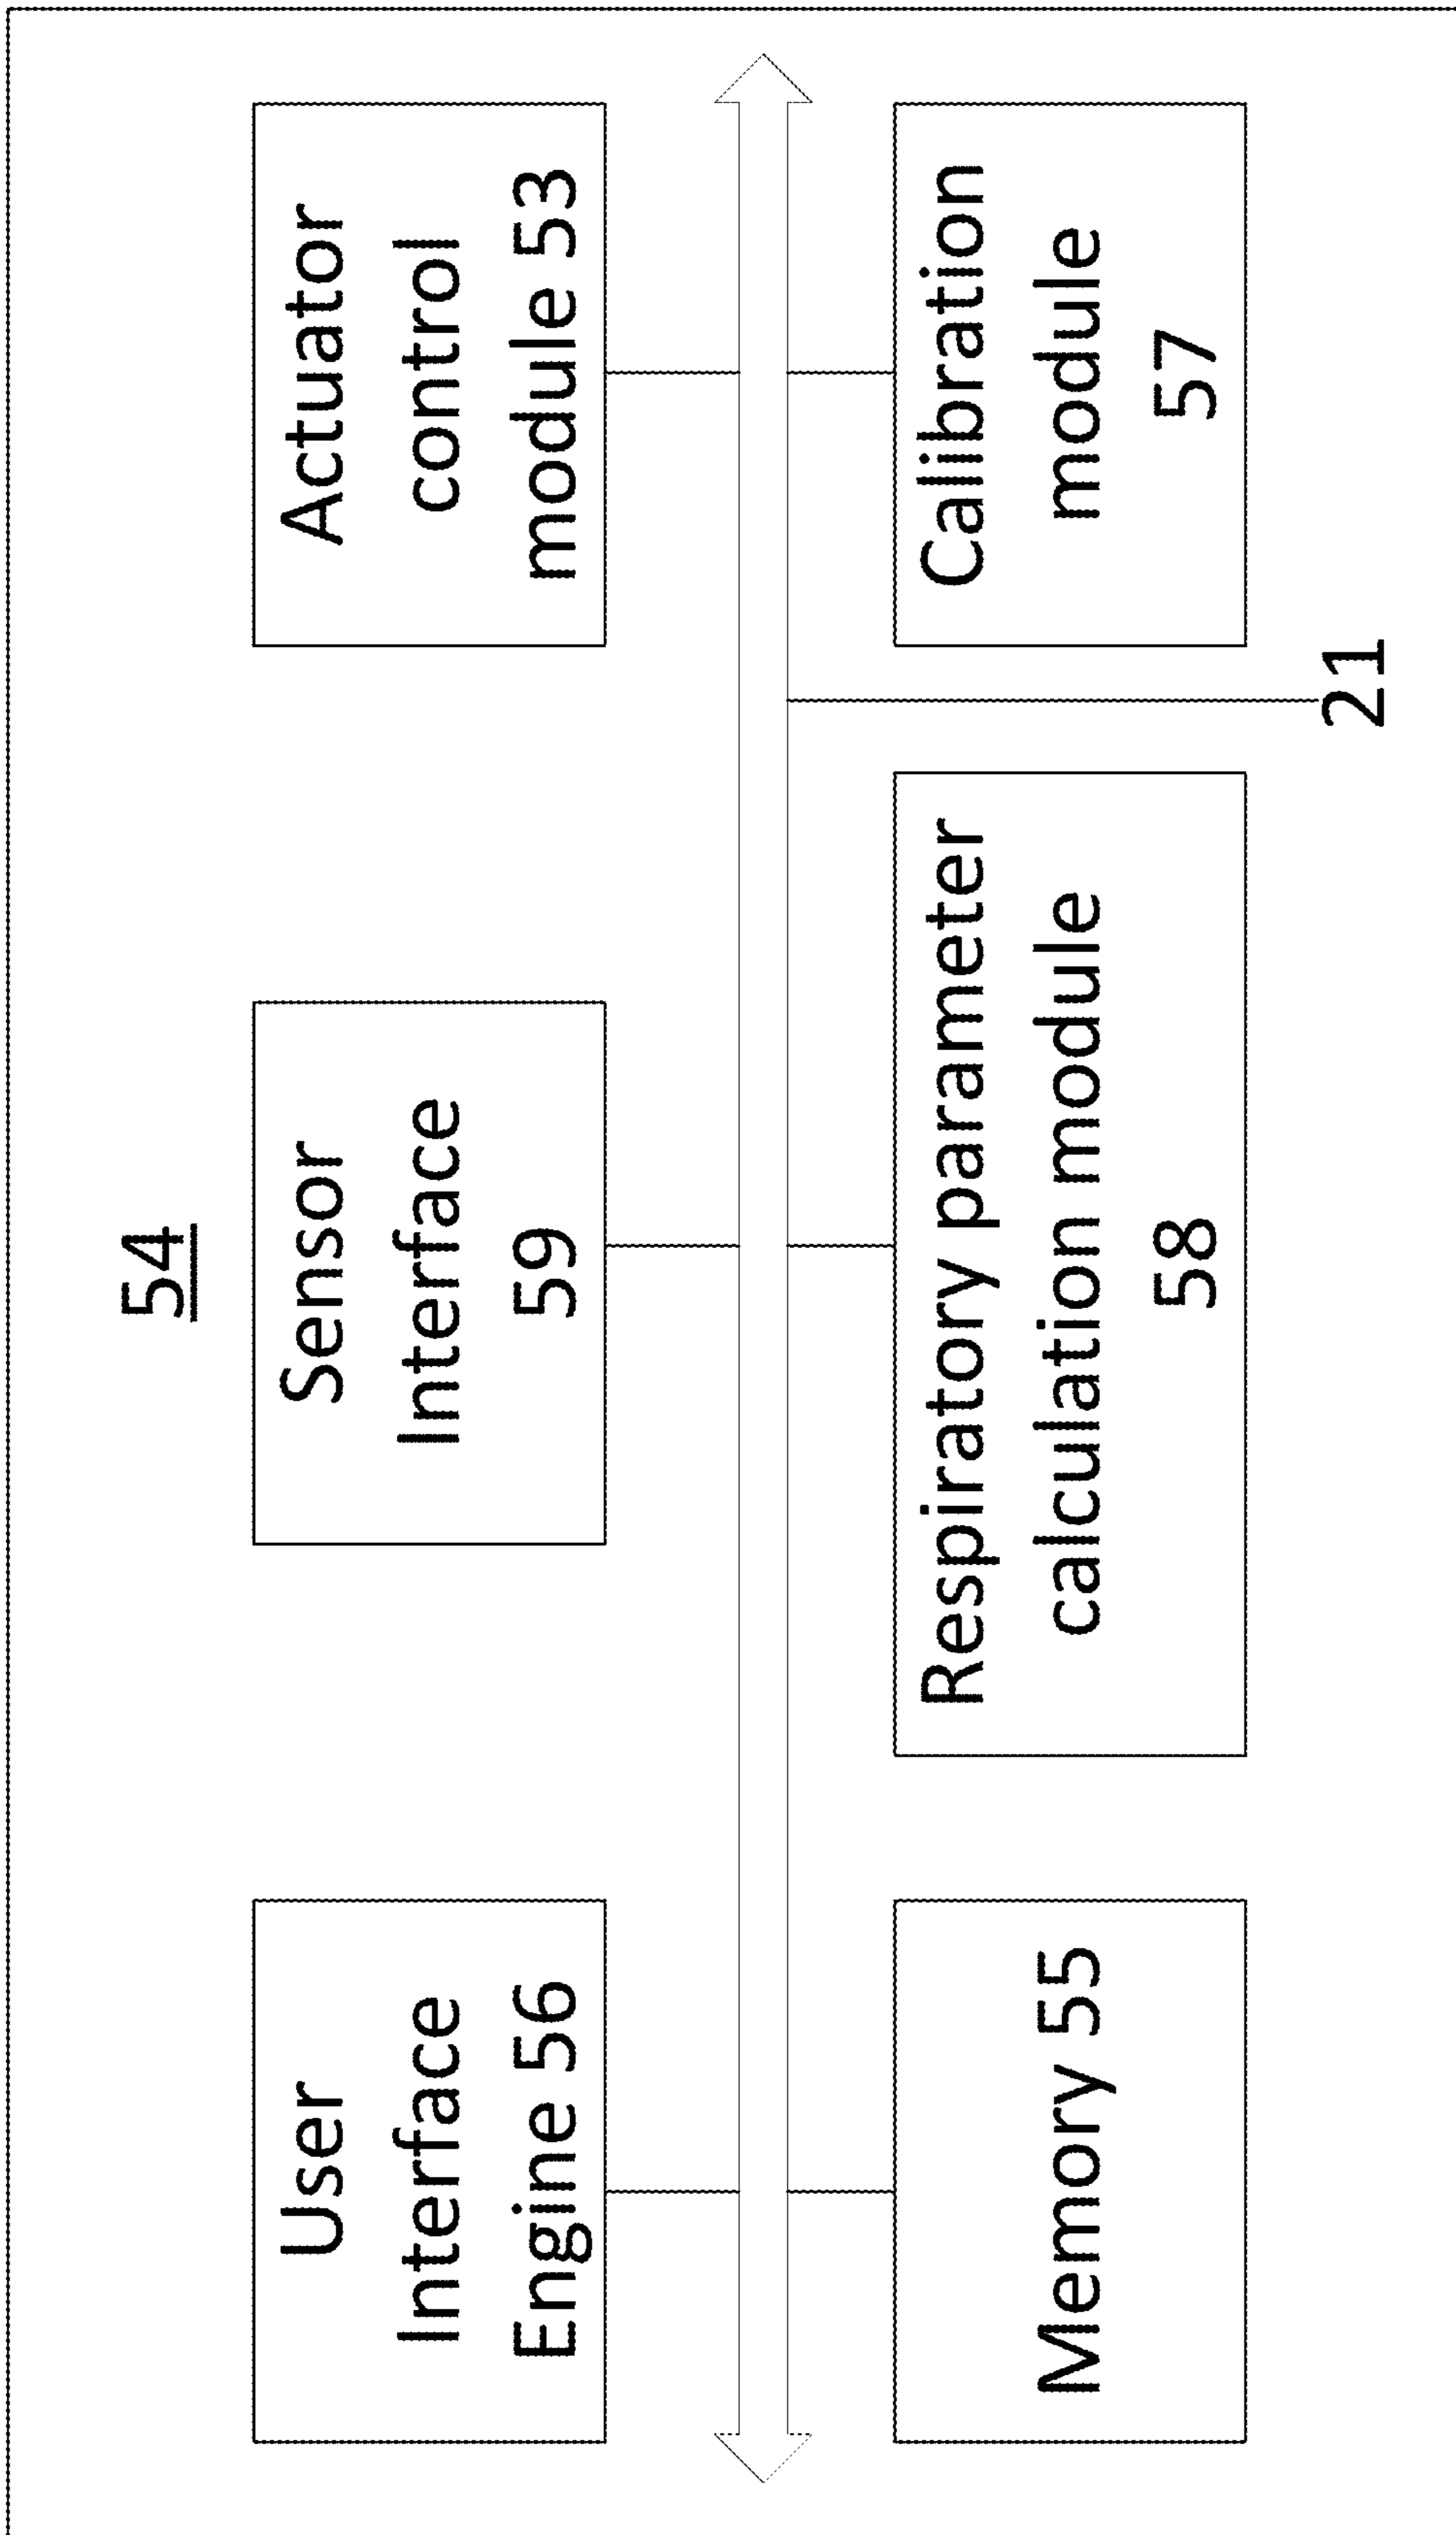 54
User
Interface
Engine 56
Sensor
Interface
59
Actuator
control
module 53
Memory 55
Respiratory parameter
calculation module
58
Calibration
module
57
21